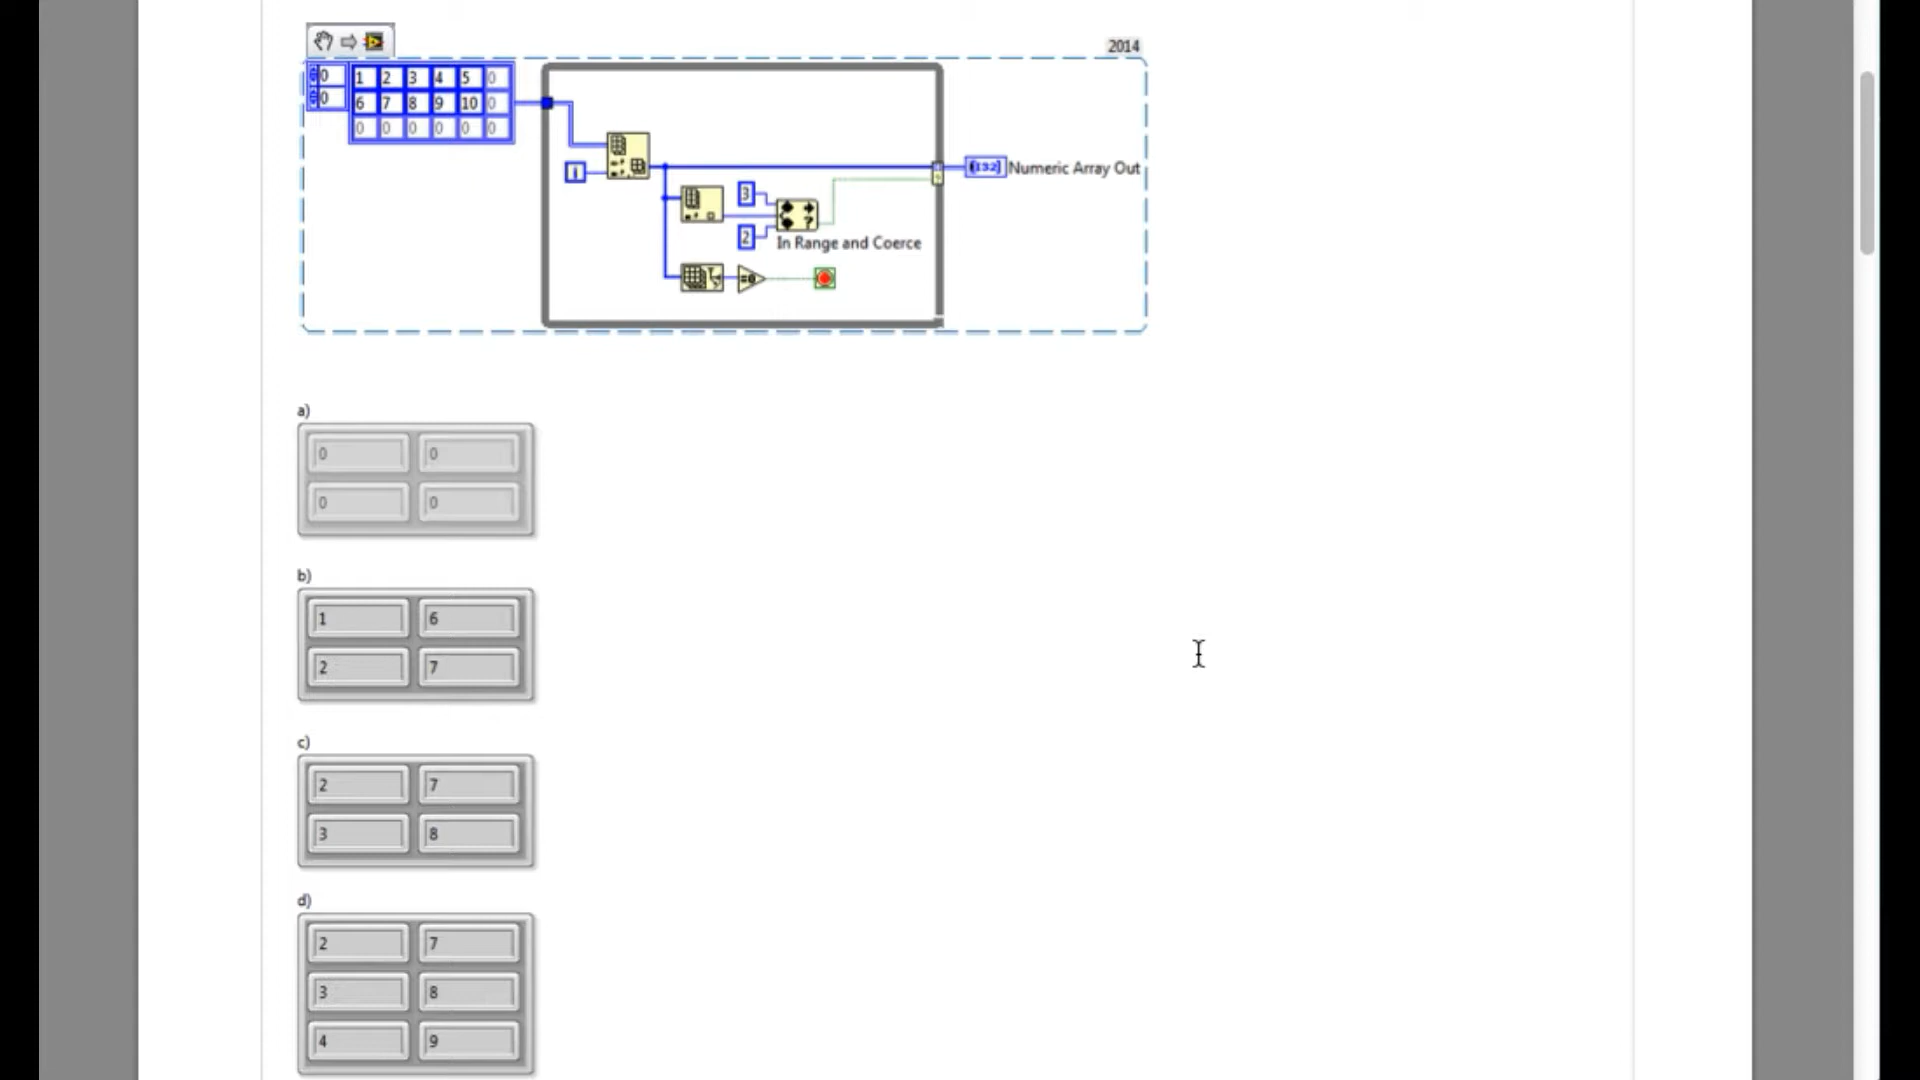 2014
0 1 2 3 4 5 0
0 6 7 8 9 10 0
0 0 0 0 0 0
i
[I32] Numeric Array Out
3
?
2
In Range and Coerce
=0
a)
0 0
0 0
b)
1 6
2 7
c)
2 7
3 8
d)
2 7
3 8
4 9